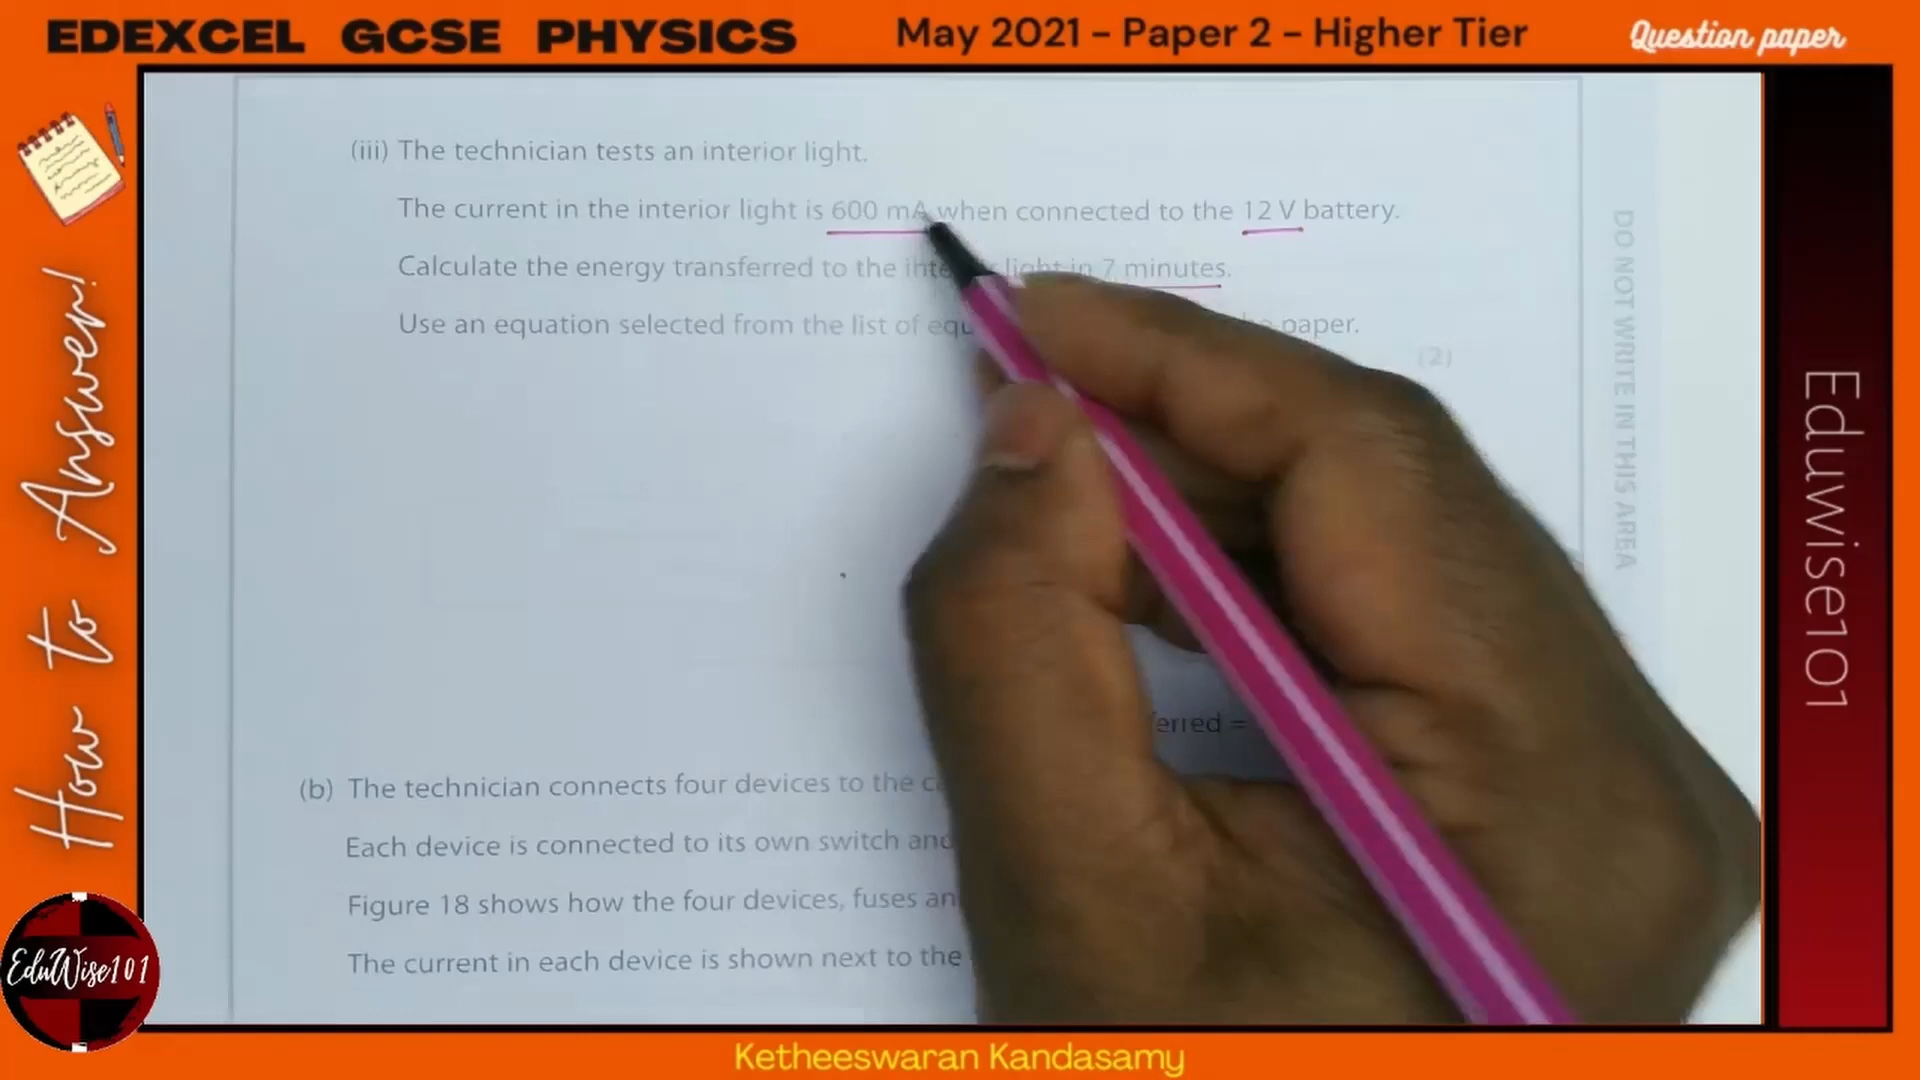 EDEXCEL GCSE PHYSICS
May 2021 – Paper 2 – Higher Tier
Question paper
How to Answer!
(iii) The technician tests an interior light.
The current in the interior light is 600 mA when connected to the 12 V battery.
Calculate the energy transferred to the light in 7 minutes.
Use an equation selected from the list of paper.
(2)
DO NOT WRITE IN THIS AREA
erred =
(b) The technician connects four devices to the
Each device is connected to its own switch and
Figure 18 shows how the four devices, fuses
The current in each device is shown next to the
Eduwise101
EduWise101
Ketheeswaran Kandasamy